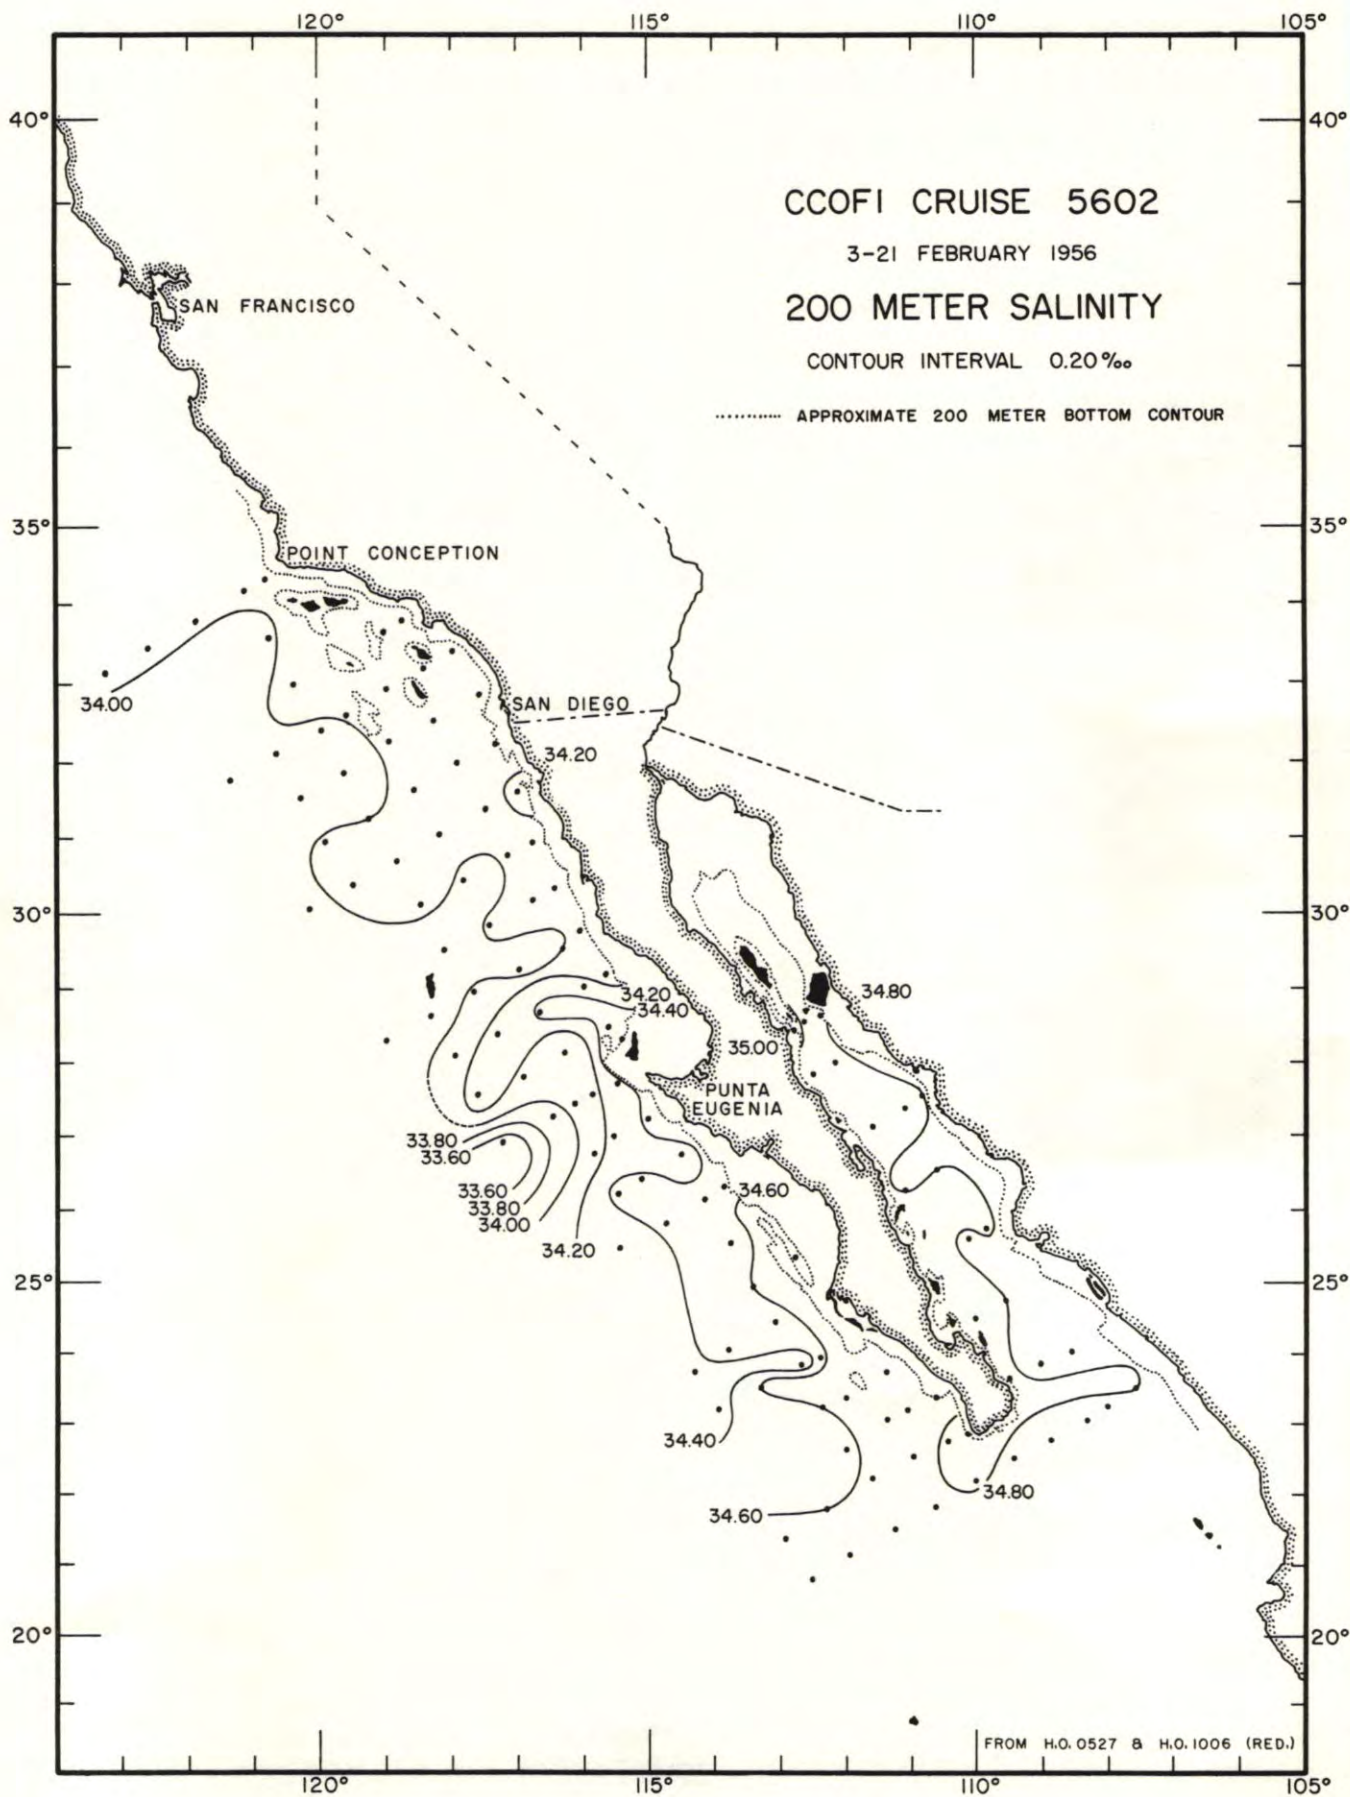 120° 115° 110° 105°
40° 40°
CCOFI CRUISE 5602
3-21 FEBRUARY 1956
200 METER SALINITY
CONTOUR INTERVAL 0.20‰
APPROXIMATE 200 METER BOTTOM CONTOUR
SAN FRANCISCO
35° 35°
POINT CONCEPTION
34.00
SAN DIEGO
34.20
30° 30°
34.20
34.80
34.40
35.00
PUNTA
EUGENIA
33.80
33.60
33.60
34.60
33.80
34.00
34.20
25° 25°
34.40
34.80
34.60
20° 20°
FROM H.O. 0527 & H.O. 1006 (RED.)
120° 115° 110° 105°